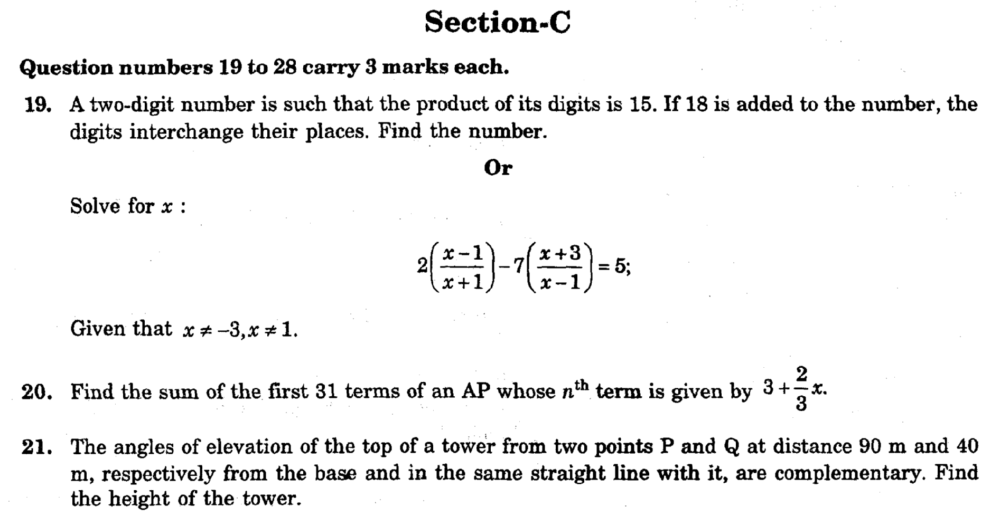 Section-C
Question numbers 19 to 28 carry 3 marks each.
19. A two-digit number is such that the product of its digits is 15. If 18 is added to the number, the
digits interchange their places. Find the number.
Or
Solve for x :
2((x-1)/(x+1)) - 7((x+3)/(x-1)) = 5;
Given that x ≠ -3, x ≠ 1.
20. Find the sum of the first 31 terms of an AP whose nth term is given by 3 + 2/3 x.
21. The angles of elevation of the top of a tower from two points P and Q at distance 90 m and 40
m, respectively from the base and in the same straight line with it, are complementary. Find
the height of the tower.